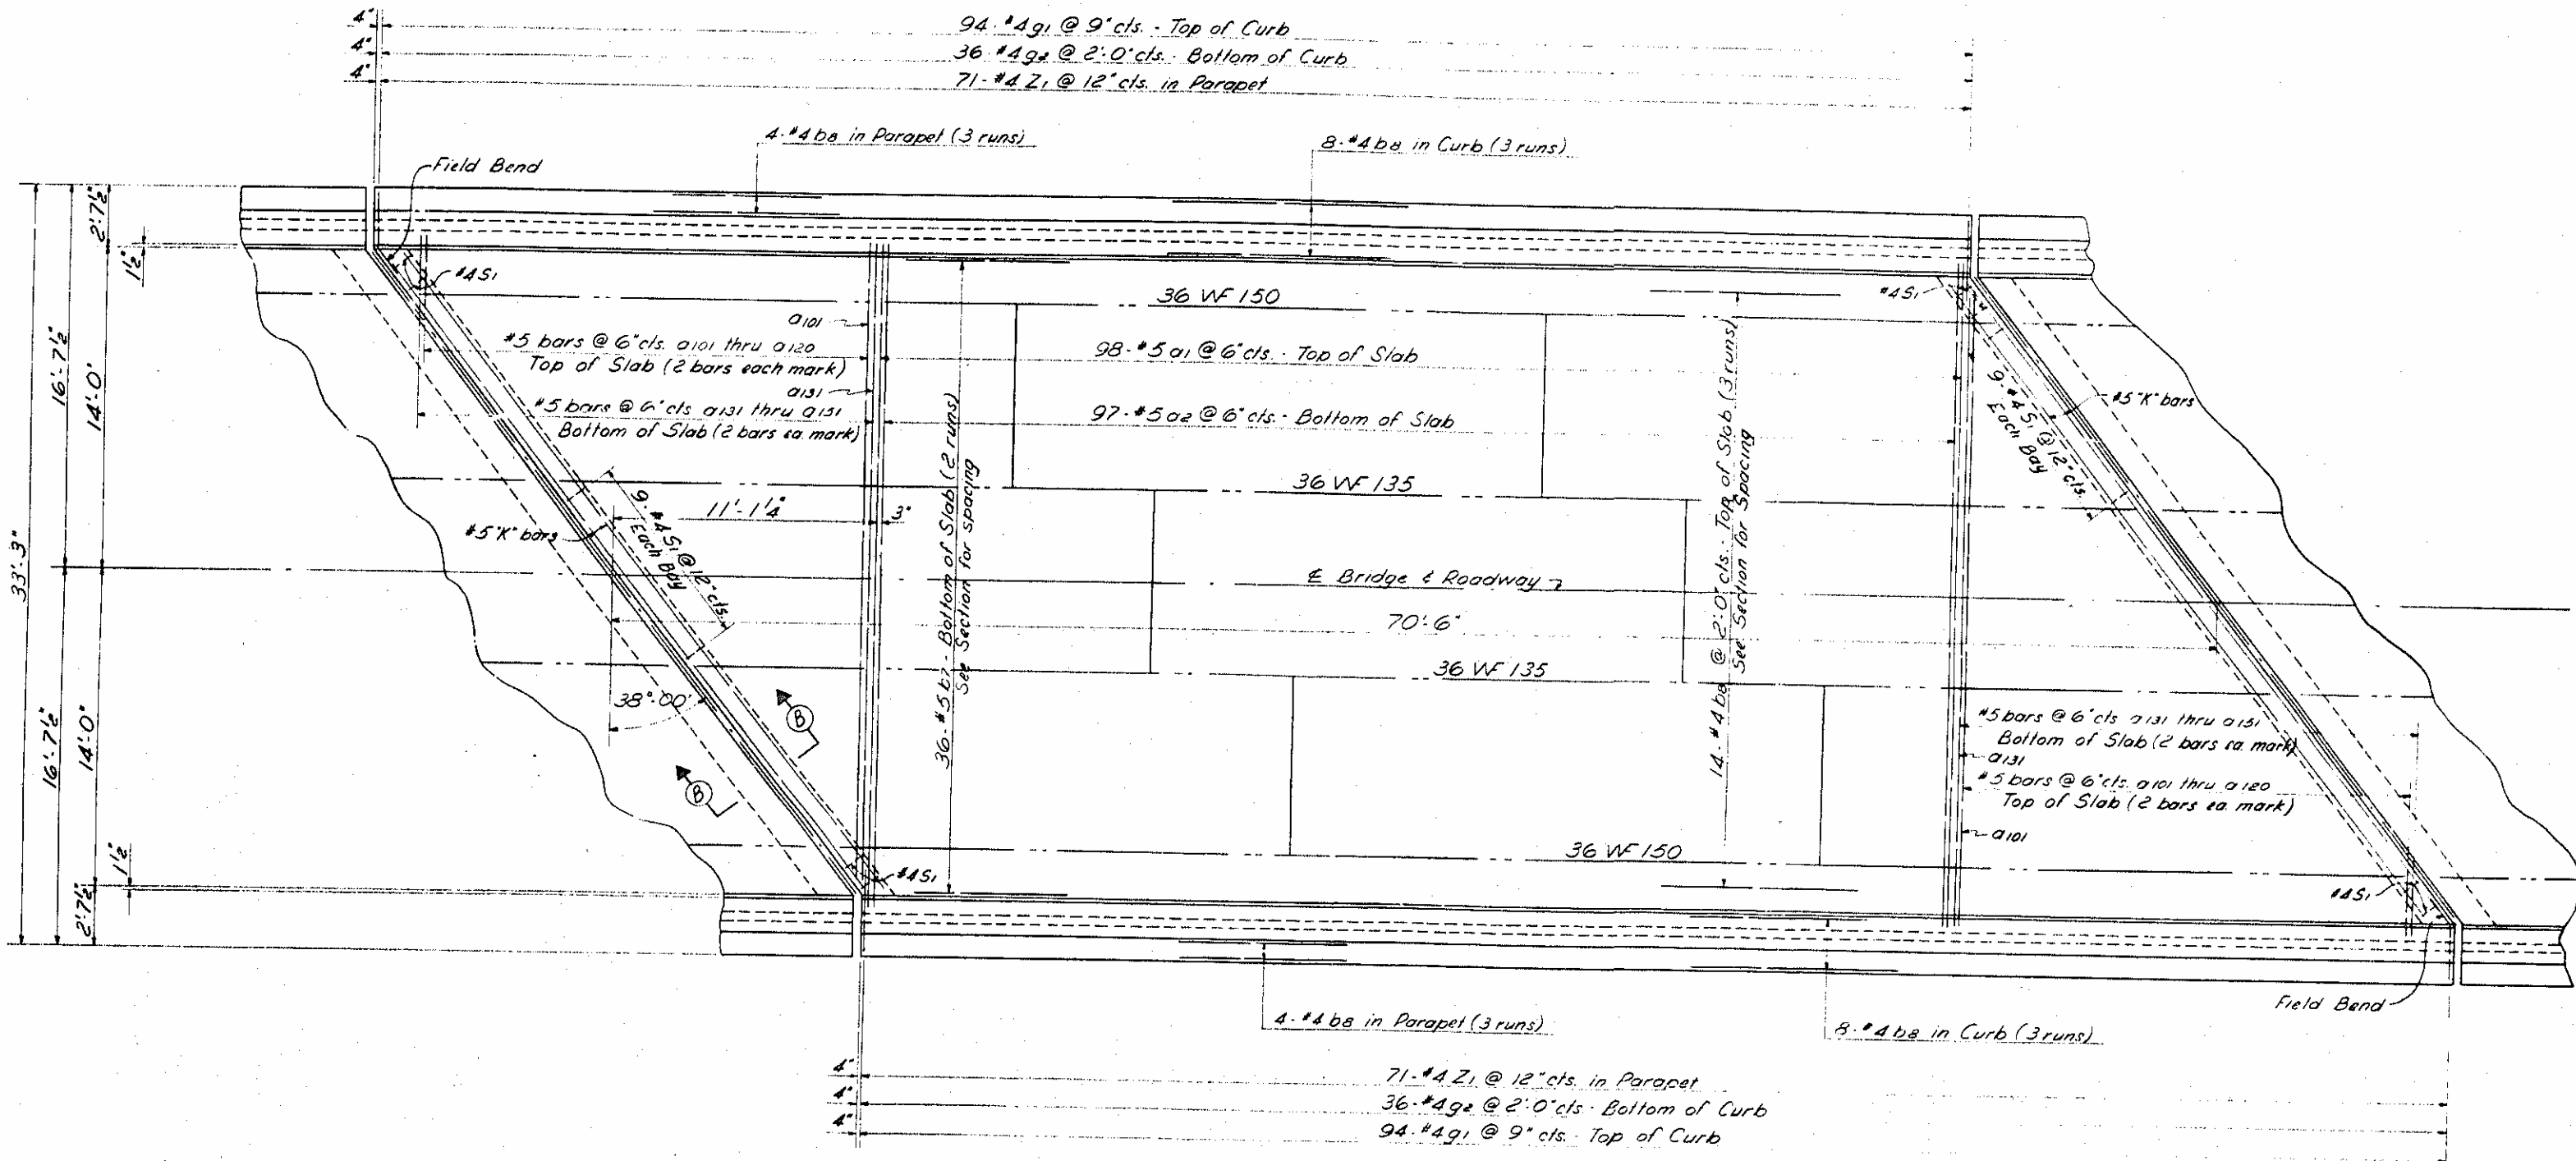 4"
94-#4g1 @ 9"cts. - Top of Curb
4"
36-#4g2 @ 2'-0"cts. - Bottom of Curb
4"
71-#4 Z1 @ 12"cts. in Parapet
4-#4b8 in Parapet (3 runs)
8-#4b8 in Curb (3 runs)
Field Bend
33'-3"
16'-7½"
16'-7½"
2'-7½"
1½"
14'-0"
14'-0"
1½"
2'-7½"
#4S1
#4S1
36 WF 150
a101
#5 bars @ 6"cts. a101 thru a120
Top of Slab (2 bars each mark)
98-#5a1 @ 6"cts. - Top of Slab
a131
#5 bars @ 6"cts a131 thru a151
Bottom of Slab (2 bars ea. mark)
97-#5a2 @ 6"cts. - Bottom of Slab
36-#5b7 - Bottom of Slab (2 runs)
See Section for spacing
14-#4b8 @ 2'-0"cts. - Top of Slab (3 runs)
See Section for Spacing
9-#4S1 @ 12"cts.
Each Bay
#5"K" bars
36 WF 135
11'-1¼"
3"
#5"K" bars
9-#4S1 @ 12"cts.
Each Bay
℄ Bridge & Roadway
70'-6"
36 WF 135
38°-00'
B
B
#5 bars @ 6"cts a131 thru a151
Bottom of Slab (2 bars ea. mark)
a131
#5 bars @ 6"cts. a101 thru a120
Top of Slab (2 bars ea. mark)
a101
36 WF 150
#4S1
#4S1
Field Bend
4-#4b8 in Parapet (3 runs)
8-#4b8 in Curb (3 runs)
4"
71-#4 Z1 @ 12"cts. in Parapet
4"
36-#4g2 @ 2'-0"cts - Bottom of Curb
4"
94-#4g1 @ 9"cts. - Top of Curb